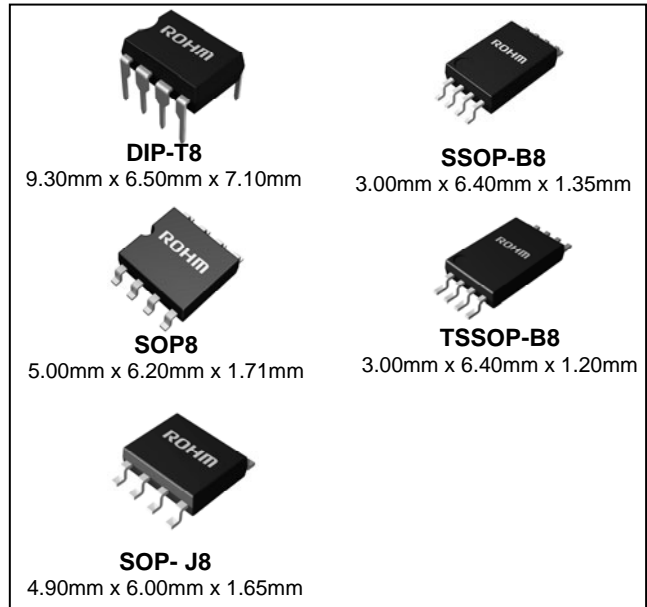 ROHM
DIP-T8
9.30mm x 6.50mm x 7.10mm
ROHM
SSOP-B8
3.00mm x 6.40mm x 1.35mm
ROHM
SOP8
5.00mm x 6.20mm x 1.71mm
ROHM
TSSOP-B8
3.00mm x 6.40mm x 1.20mm
ROHM
SOP- J8
4.90mm x 6.00mm x 1.65mm